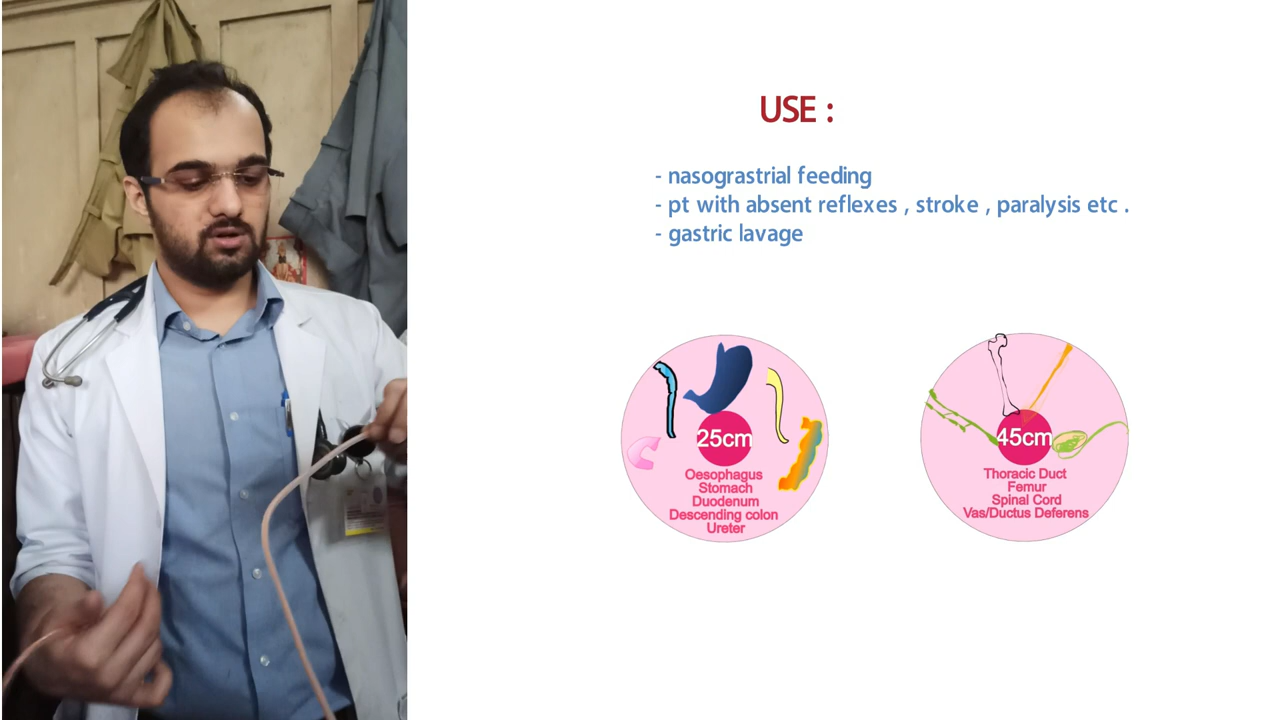 USE :
- nasograstrial feeding
- pt with absent reflexes , stroke , paralysis etc .
- gastric lavage
25cm
Oesophagus
Stomach
Duodenum
Descending colon
Ureter
45cm
Thoracic Duct
Femur
Spinal Cord
Vas/Ductus Deferens